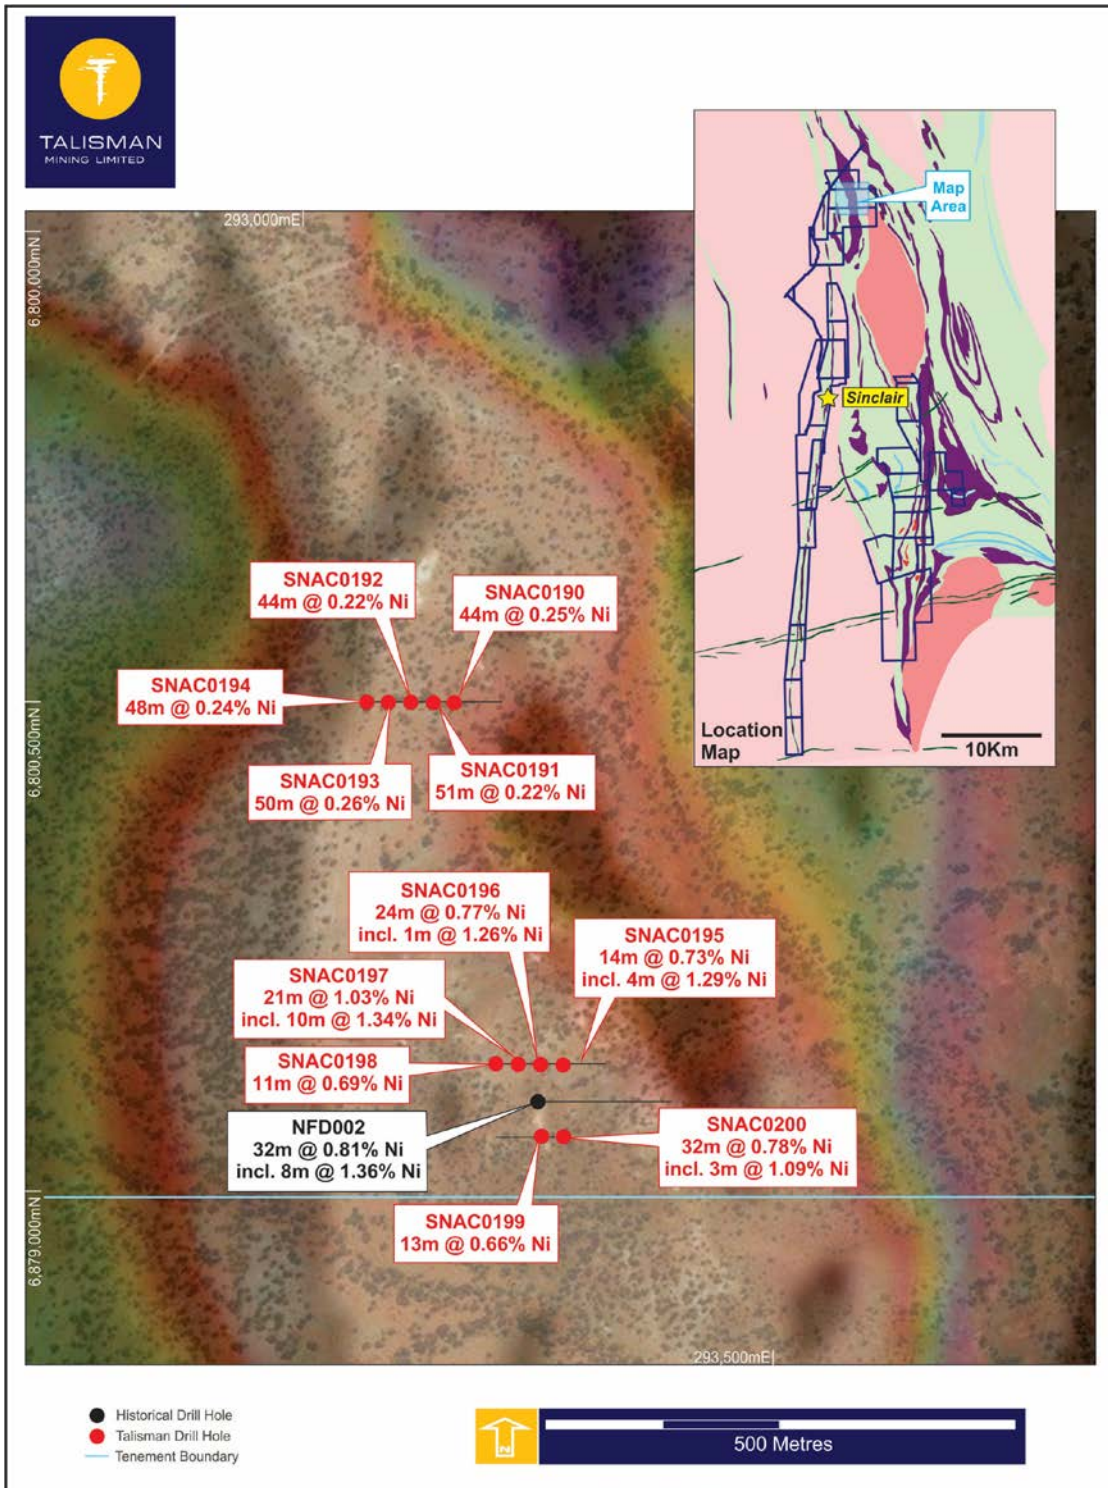 TALISMAN
MINING LIMITED
Map
Area
Sinclair
Location
Map
10Km
293,000mE
6,800,000mN
SNAC0192
44m @ 0.22% Ni
SNAC0190
44m @ 0.25% Ni
SNAC0194
48m @ 0.24% Ni
6,800,500mN
SNAC0193
50m @ 0.26% Ni
SNAC0191
51m @ 0.22% Ni
SNAC0196
24m @ 0.77% Ni
incl. 1m @ 1.26% Ni
SNAC0195
14m @ 0.73% Ni
incl. 4m @ 1.29% Ni
SNAC0197
21m @ 1.03% Ni
incl. 10m @ 1.34% Ni
SNAC0198
11m @ 0.69% Ni
NFD002
32m @ 0.81% Ni
incl. 8m @ 1.36% Ni
SNAC0200
32m @ 0.78% Ni
incl. 3m @ 1.09% Ni
6,879,000mN
SNAC0199
13m @ 0.66% Ni
293,500mE
Historical Drill Hole
Talisman Drill Hole
Tenement Boundary
N
500 Metres